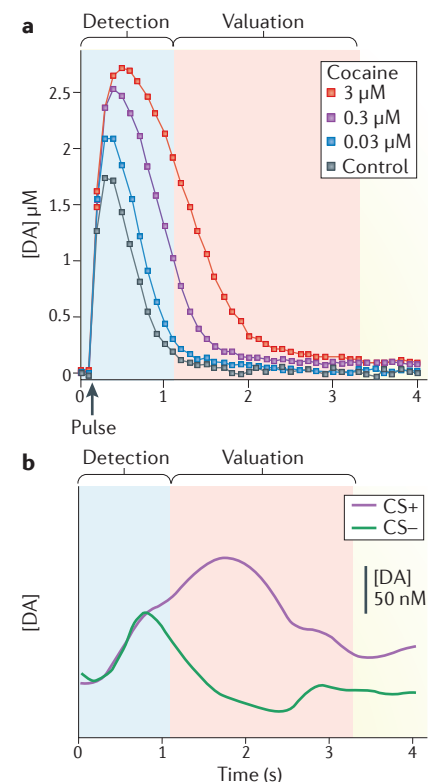 a
Detection Valuation
Cocaine
3 μM
0.3 μM
0.03 μM
Control
[DA] μM
2.5
2
1.5
1
0.5
0
0 1 2 3 4
Pulse
b
Detection Valuation
CS+
CS–
[DA]
50 nM
[DA]
0 1 2 3 4
Time (s)